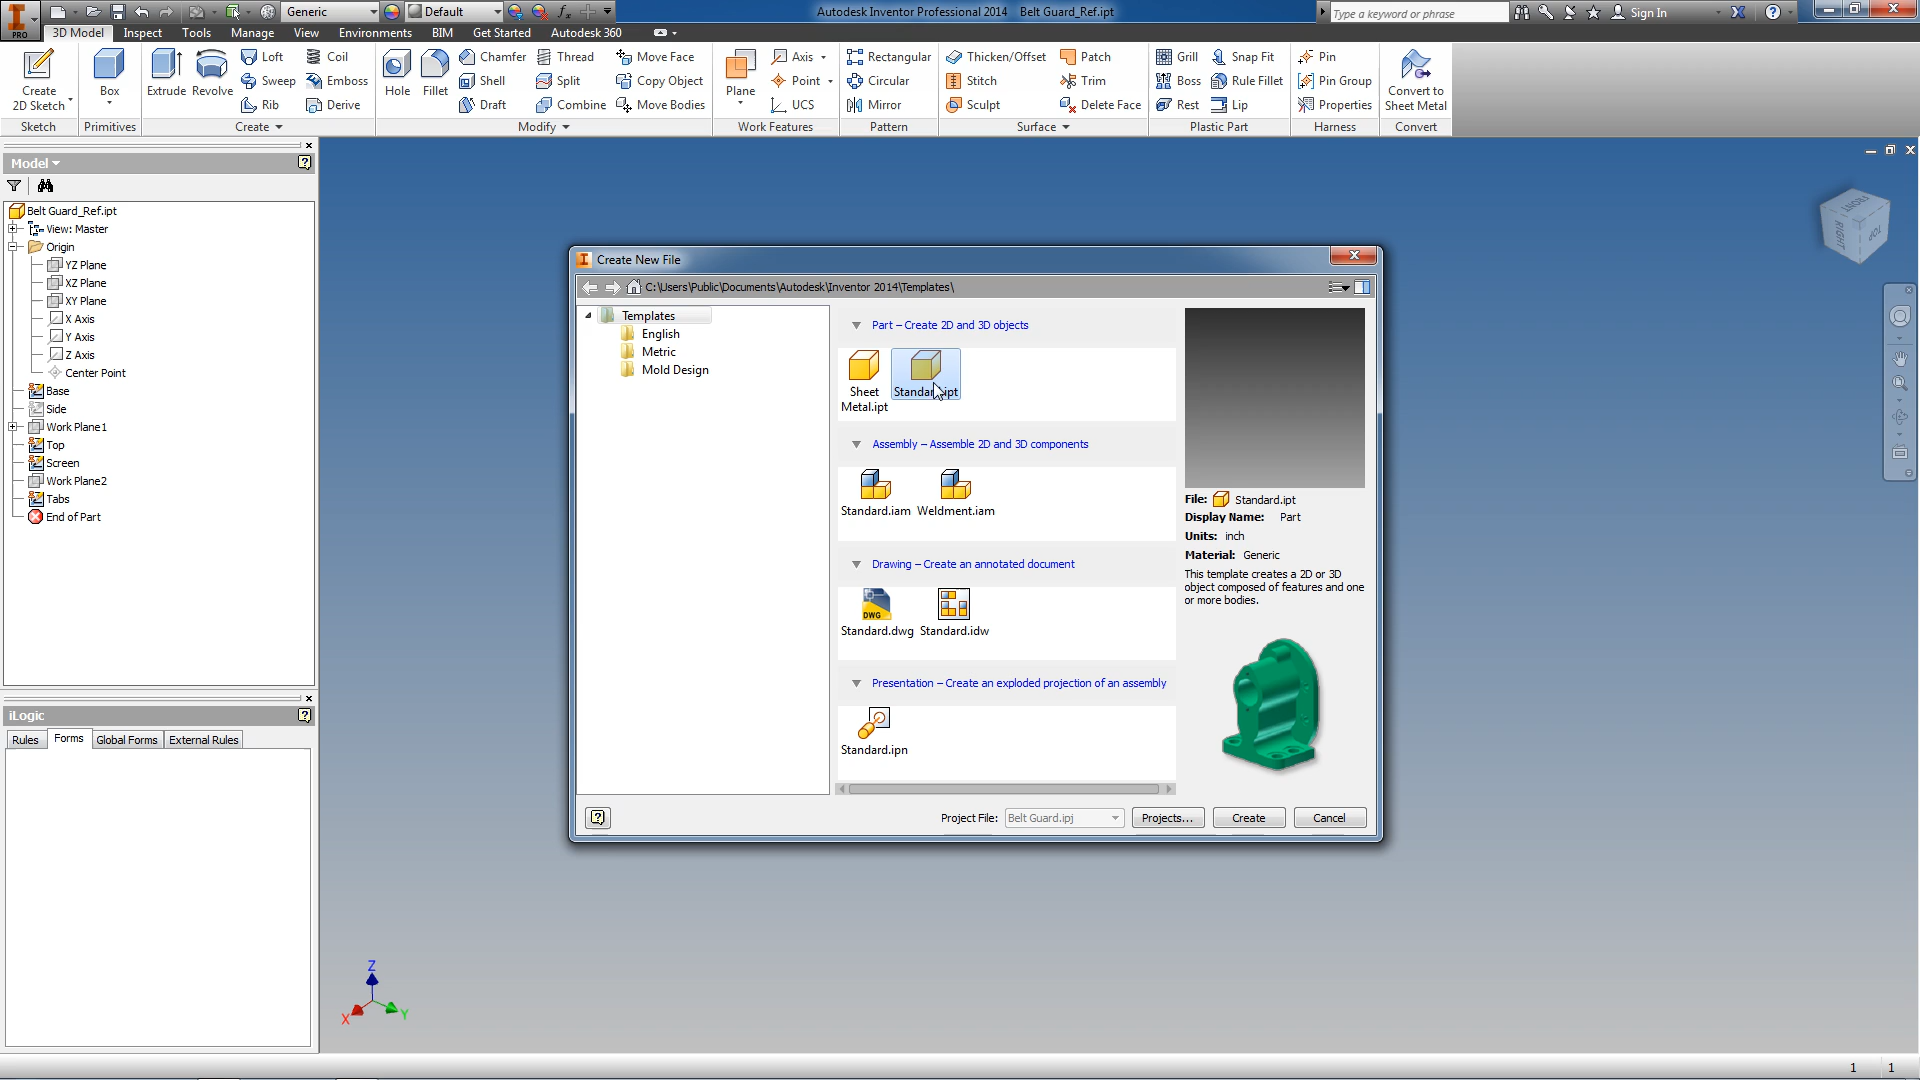 Generic
Default
Autodesk Inventor Professional 2014 Belt Guard_Ref.ipt
Type a keyword or phrase
Sign In
PRO
3D Model Inspect Tools Manage View Environments BIM Get Started Autodesk 360
Create
2D Sketch
Sketch
Box
Primitives
Extrude
Revolve
Loft
Sweep
Rib
Coil
Emboss
Derive
Create
Hole
Fillet
Chamfer
Shell
Draft
Thread
Split
Combine
Move Face
Copy Object
Move Bodies
Modify
Plane
Axis
Point
UCS
Work Features
Rectangular
Circular
Mirror
Pattern
Thicken/Offset
Stitch
Sculpt
Patch
Trim
Delete Face
Surface
Grill
Boss
Rest
Snap Fit
Rule Fillet
Lip
Plastic Part
Pin
Pin Group
Properties
Harness
Convert to
Sheet Metal
Convert
Model
Belt Guard_Ref.ipt
View: Master
Origin
YZ Plane
XZ Plane
XY Plane
X Axis
Y Axis
Z Axis
Center Point
Base
Side
Work Plane1
Top
Screen
Work Plane2
Tabs
End of Part
iLogic
Rules Forms Global Forms External Rules
Create New File
C:\Users\Public\Documents\Autodesk\Inventor 2014\Templates\
Templates
English
Metric
Mold Design
Part – Create 2D and 3D objects
Sheet
Metal.ipt
Standard.ipt
Assembly – Assemble 2D and 3D components
Standard.iam Weldment.iam
Drawing – Create an annotated document
DWG
Standard.dwg Standard.idw
Presentation – Create an exploded projection of an assembly
Standard.ipn
File: Standard.ipt
Display Name: Part
Units: inch
Material: Generic
This template creates a 2D or 3D
object composed of features and one
or more bodies.
Project File: Belt Guard.ipj Projects... Create Cancel
FRONT
RIGHT
TOP
Z
X
Y
1 1